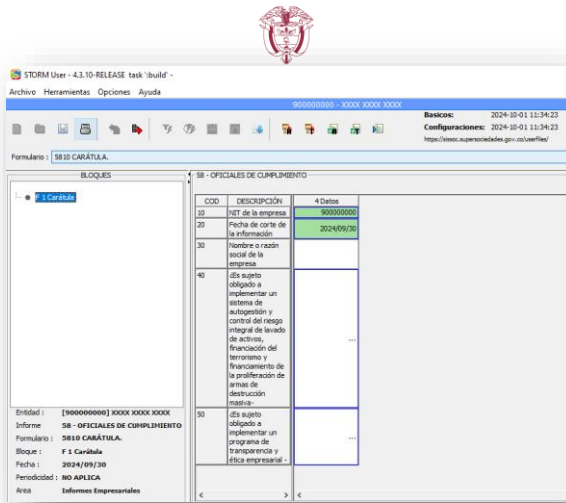 STORM User - 4.3.10-RELEASE task ':build' -
Archivo Herramientas Opciones Ayuda
900000000 - XXXX XXXX XXXX
Basicos: 2024-10-01 11:34:23
Configuraciones: 2024-10-01 11:34:23
https://sissoc.supersociedades.gov.co/userfiles/
Formulario : 5810 CARÁTULA.
BLOQUES
F 1 Carátula
58 - OFICIALES DE CUMPLIMIENTO
COD DESCRIPCIÓN 4 Datos
10 NIT de la empresa 900000000
20 Fecha de corte de 2024/09/30
la información
30 Nombre o razón
social de la
empresa
40 ¿Es sujeto
obligado a
implementar un
sistema de
autogestión y
control del riesgo
integral de lavado
de activos,
financiación del
terrorismo y
financiamiento de
la proliferación de
armas de
destrucción
masiva-
...
50 ¿Es sujeto
obligado a
implementar un
programa de
transparencia y
ética empresarial -
...
Entidad : [900000000] XXXX XXXX XXXX
Informe 58 - OFICIALES DE CUMPLIMIENTO
Formulario : 5810 CARÁTULA.
Bloque : F 1 Carátula
Fecha : 2024/09/30
Periodicidad : NO APLICA
Area Informes Empresariales